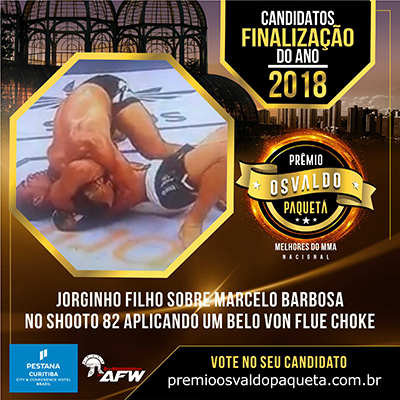 CANDIDATOS
FINALIZAÇÃO
DO ANO
2018
PRÊMIO
OSVALDO
PAQUETÁ
MELHORES DO MMA
NACIONAL
JORGINHO FILHO SOBRE MARCELO BARBOSA
NO SHOOTO 82 APLICANDO UM BELO VON FLUE CHOKE
PESTANA
CURITIBA
CITY & CONFERENCE HOTEL
BRAZIL
AFW
VOTE NO SEU CANDIDATO
premioosvaldopaqueta.com.br